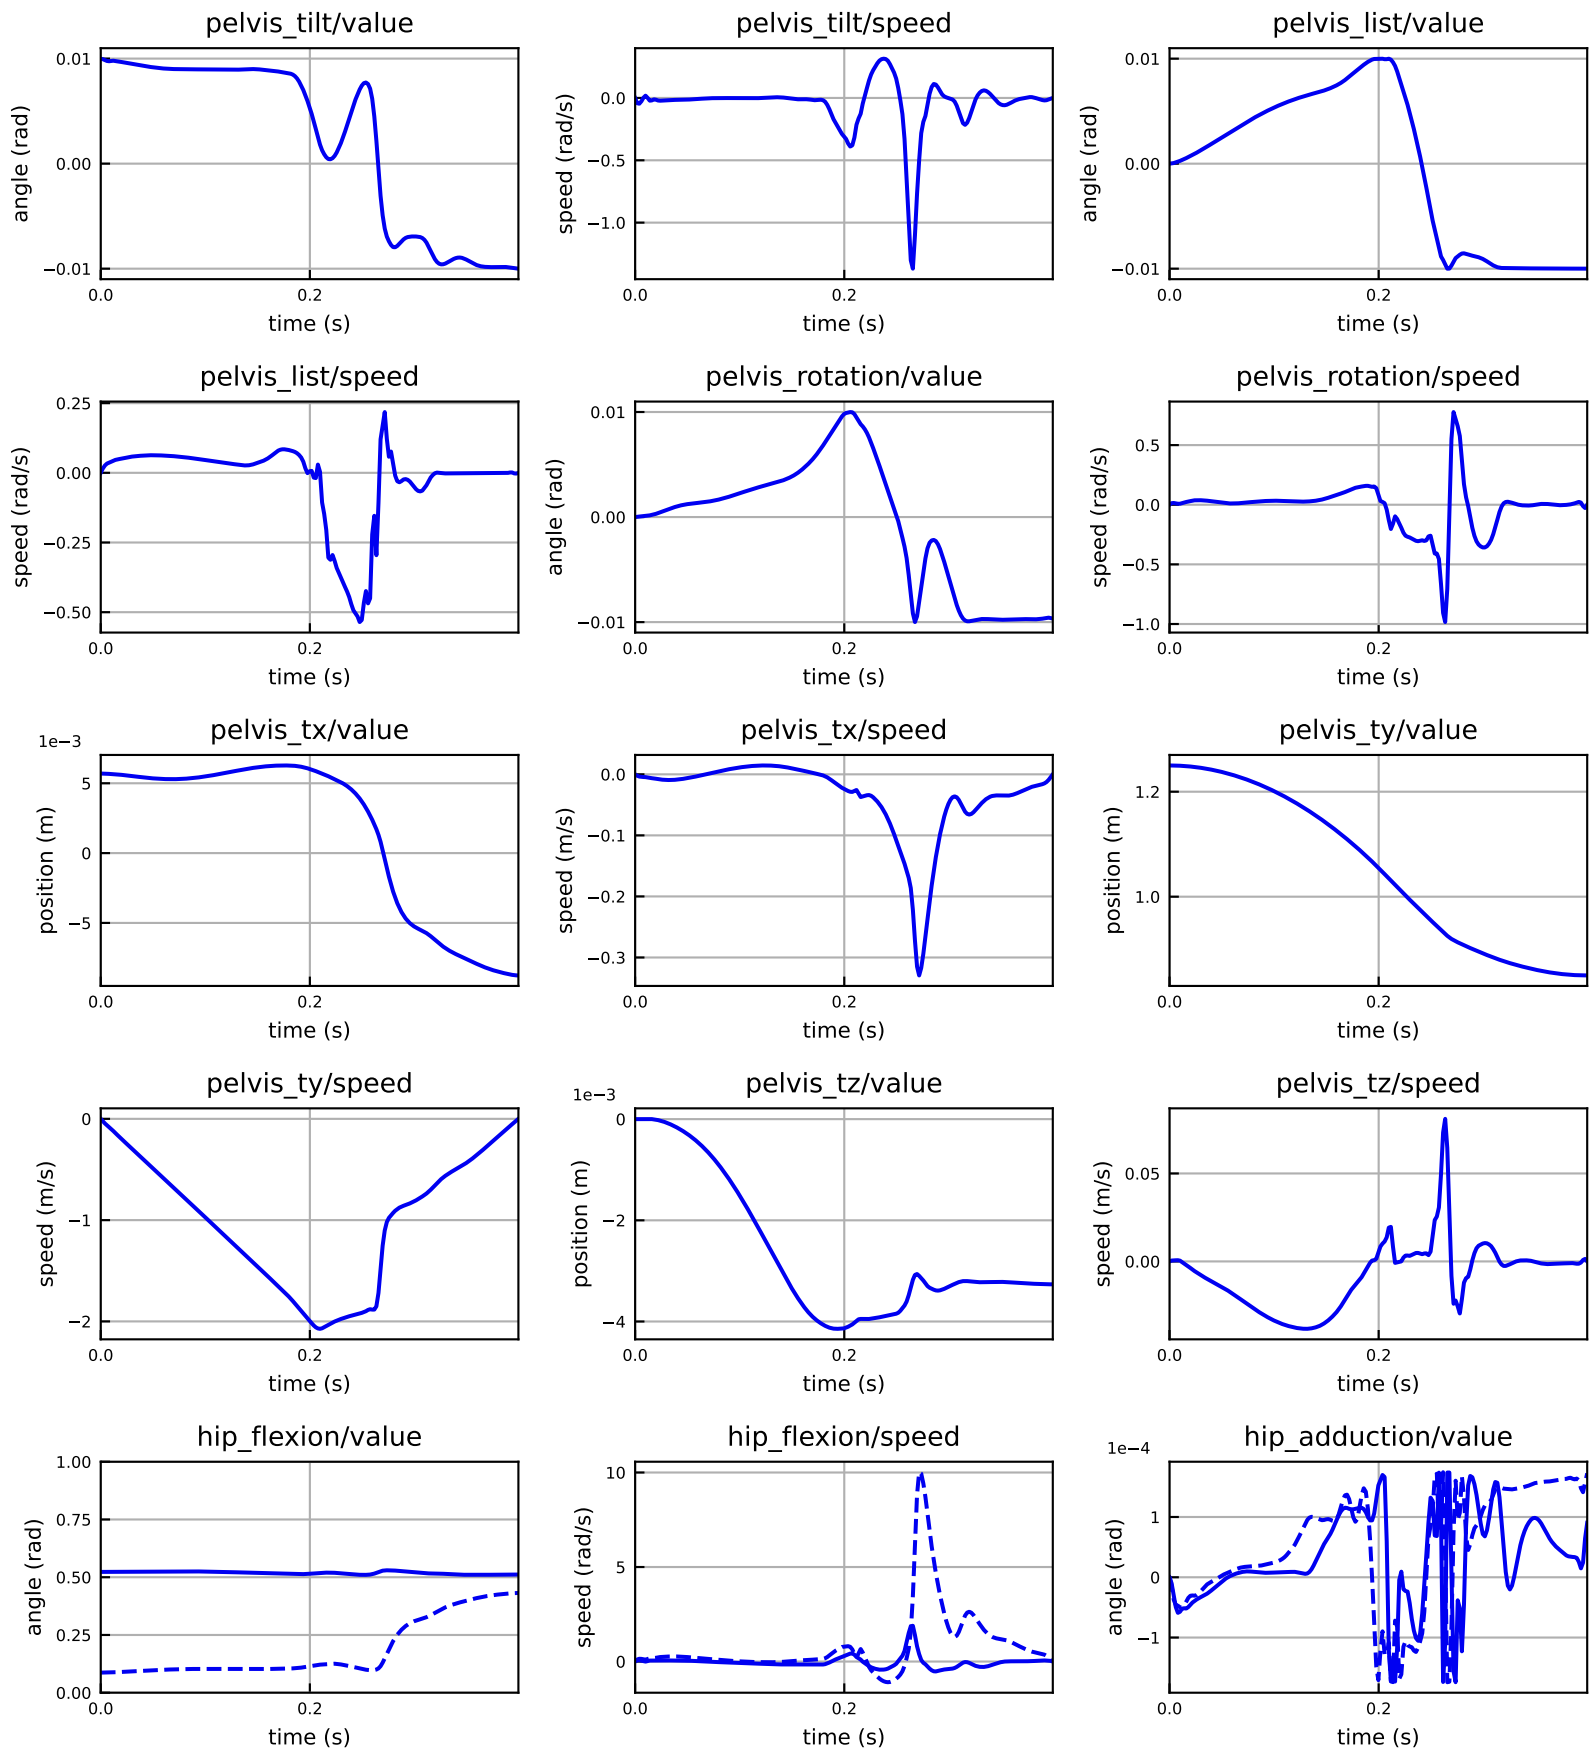 pelvis_tilt/value
angle (rad)
0.01
0.00
−0.01
0.0
0.2
time (s)
pelvis_tilt/speed
speed (rad/s)
0.0
−0.5
−1.0
0.0
0.2
time (s)
pelvis_list/value
angle (rad)
0.01
0.00
−0.01
0.0
0.2
time (s)
pelvis_list/speed
speed (rad/s)
0.25
0.00
−0.25
−0.50
0.0
0.2
time (s)
pelvis_rotation/value
angle (rad)
0.01
0.00
−0.01
0.0
0.2
time (s)
pelvis_rotation/speed
speed (rad/s)
0.5
0.0
−0.5
−1.0
0.0
0.2
time (s)
pelvis_tx/value
1e−3
position (m)
5
0
−5
0.0
0.2
time (s)
pelvis_tx/speed
speed (m/s)
0.0
−0.1
−0.2
−0.3
0.0
0.2
time (s)
pelvis_ty/value
position (m)
1.2
1.0
0.0
0.2
time (s)
pelvis_ty/speed
speed (m/s)
0
−1
−2
0.0
0.2
time (s)
pelvis_tz/value
1e−3
position (m)
0
−2
−4
0.0
0.2
time (s)
pelvis_tz/speed
speed (m/s)
0.05
0.00
0.0
0.2
time (s)
hip_flexion/value
angle (rad)
1.00
0.75
0.50
0.25
0.00
0.0
0.2
time (s)
hip_flexion/speed
speed (rad/s)
10
5
0
0.0
0.2
time (s)
hip_adduction/value
1e−4
angle (rad)
1
0
−1
0.0
0.2
time (s)